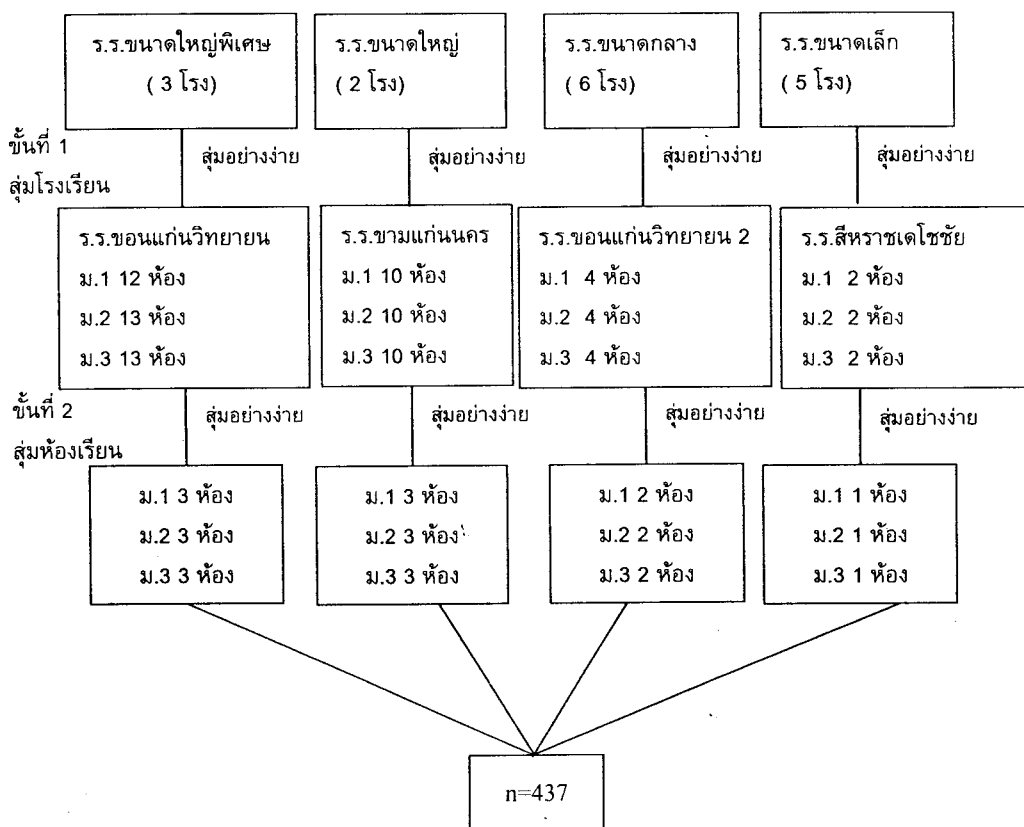 ร.ร.ขนาดใหญ่พิเศษ
( 3 โรง)
ร.ร.ขนาดใหญ่
( 2 โรง)
ร.ร.ขนาดกลาง
( 6 โรง)
ร.ร.ขนาดเล็ก
( 5 โรง)
ขั้นที่ 1
สุ่มโรงเรียน
สุ่มอย่างง่าย
สุ่มอย่างง่าย
สุ่มอย่างง่าย
สุ่มอย่างง่าย
ร.ร.ขอนแก่นวิทยายน
ม.1 12 ห้อง
ม.2 13 ห้อง
ม.3 13 ห้อง
ร.ร.ขามแก่นนคร
ม.1 10 ห้อง
ม.2 10 ห้อง
ม.3 10 ห้อง
ร.ร.ขอนแก่นวิทยายน 2
ม.1 4 ห้อง
ม.2 4 ห้อง
ม.3 4 ห้อง
ร.ร.สีหราชเดโชชัย
ม.1 2 ห้อง
ม.2 2 ห้อง
ม.3 2 ห้อง
ขั้นที่ 2
สุ่มห้องเรียน
สุ่มอย่างง่าย
สุ่มอย่างง่าย
สุ่มอย่างง่าย
สุ่มอย่างง่าย
ม.1 3 ห้อง
ม.2 3 ห้อง
ม.3 3 ห้อง
ม.1 3 ห้อง
ม.2 3 ห้อง
ม.3 3 ห้อง
ม.1 2 ห้อง
ม.2 2 ห้อง
ม.3 2 ห้อง
ม.1 1 ห้อง
ม.2 1 ห้อง
ม.3 1 ห้อง
n=437